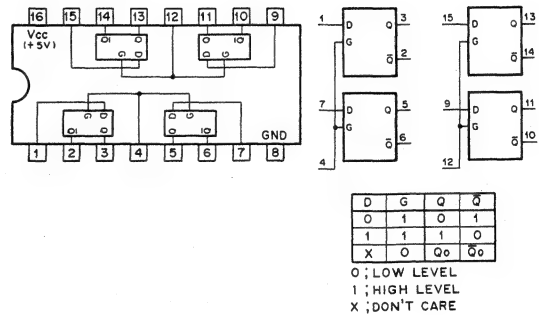 16 15 14 13 12 11 10 9
Vcc
(+5V)
Q Q̅ Q Q̅
D G G D
G D D G
Q̅ Q Q Q̅
GND
1 2 3 4 5 6 7 8
1 D Q 3
G
Q̅ 2
7 D Q 5
G
Q̅ 6
4
15 D Q 13
G
Q̅ 14
9 D Q 11
G
Q̅ 10
12
D G Q Q̅
0 1 0 1
1 1 1 0
X 0 Qo Q̅o
0 ; LOW LEVEL
1 ; HIGH LEVEL
X ; DON'T CARE